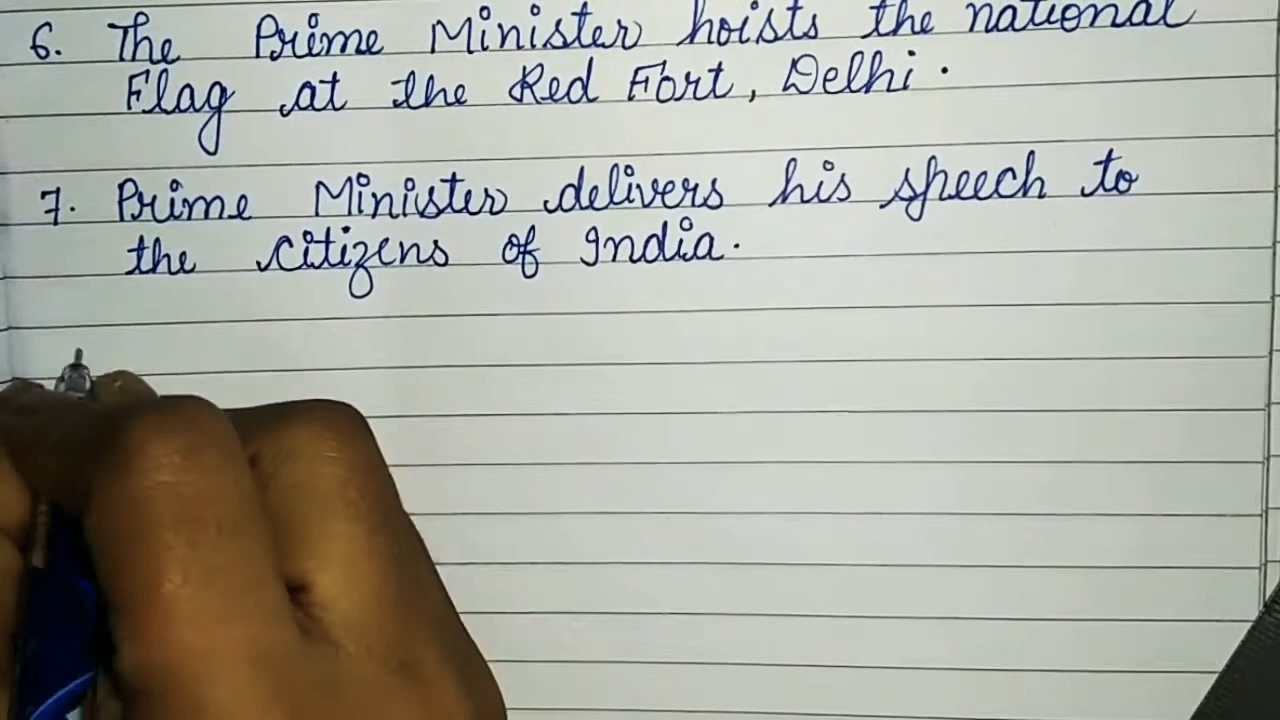 6. The Prime Minister hoists the national
Flag at the Red Fort, Delhi.
7. Prime Minister delivers his speech to
the citizens of India.